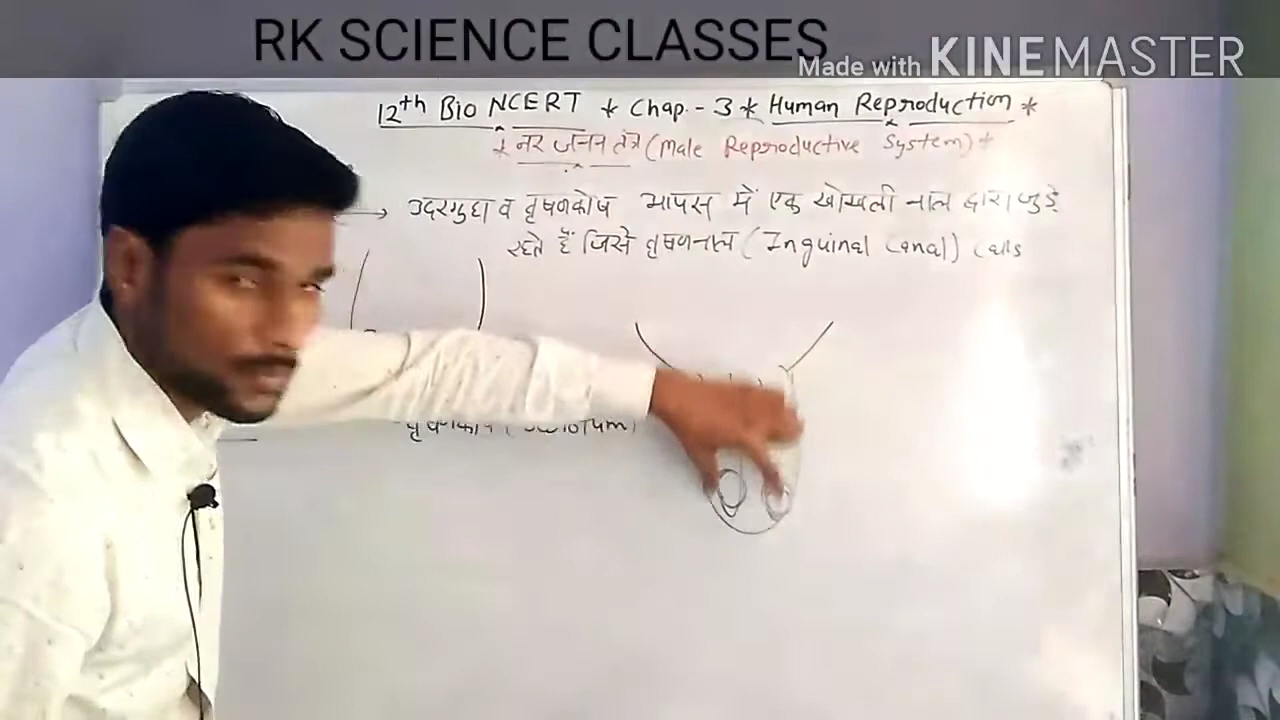 RK SCIENCE CLASSES
Made with KINEMASTER
12th Bio NCERT * Chap. - 3 * Human Reproduction *
* नर जनन तंत्र (Male Reproductive System) *
→ उदरगुहा व वृषणकोष आपस में एक खोखली नाल द्वारा जुड़े
रहते हैं जिसे वृषणनाल (Inguinal Canal) Calls